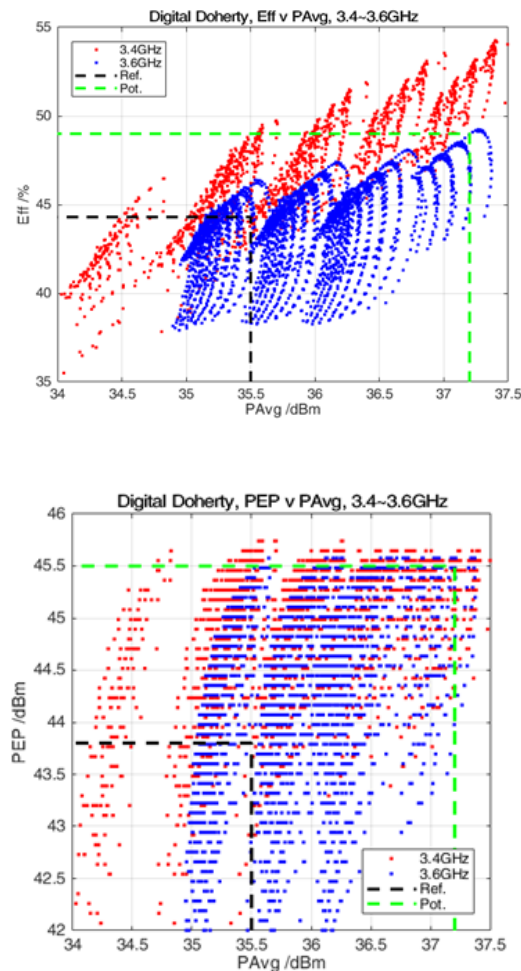 Digital Doherty, Eff v PAvg, 3.4~3.6GHz
55
50
45
40
35
Eff /%
3.4GHz
3.6GHz
Ref.
Pot.
34 34.5 35 35.5 36 36.5 37 37.5
PAvg /dBm
Digital Doherty, PEP v PAvg, 3.4~3.6GHz
46
45.5
45
44.5
44
43.5
43
42.5
42
PEP /dBm
3.4GHz
3.6GHz
Ref.
Pot.
34 34.5 35 35.5 36 36.5 37 37.5
PAvg /dBm